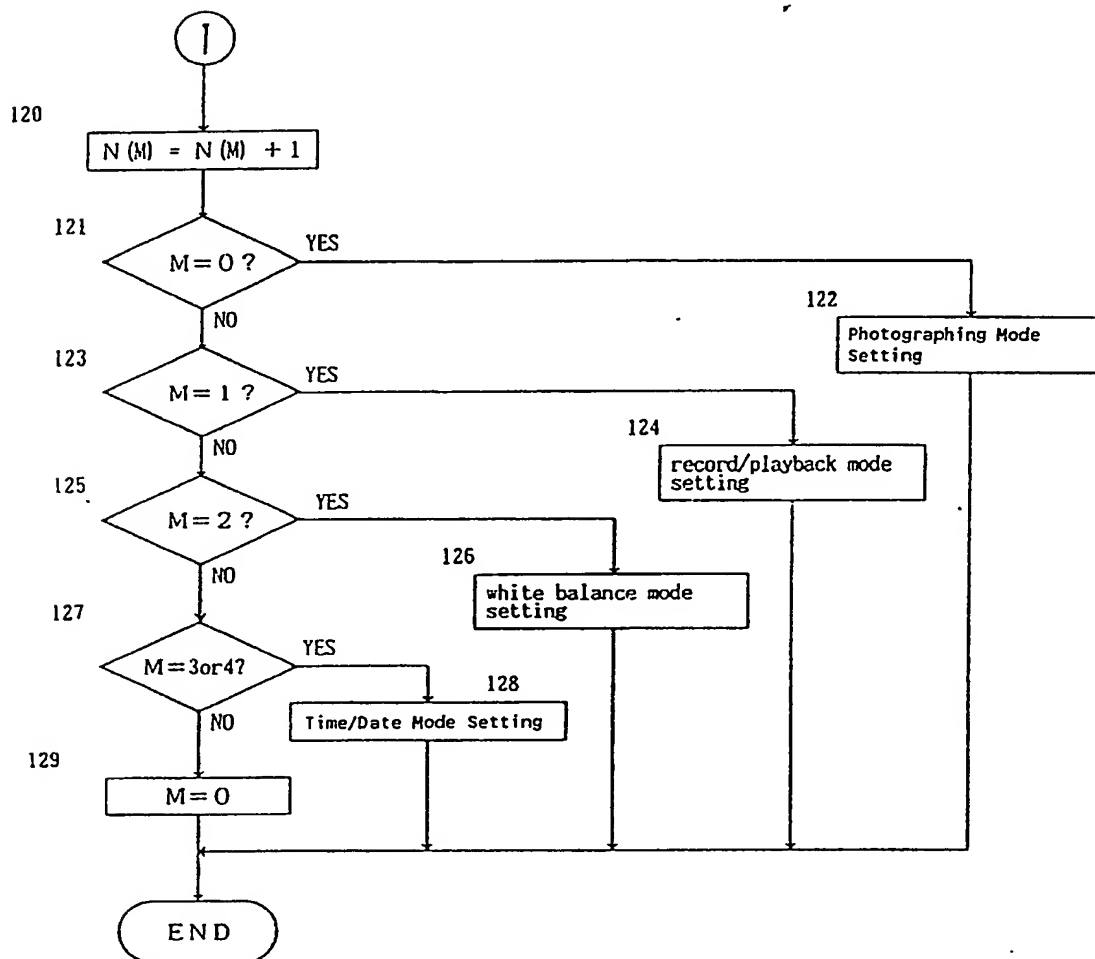 I
120
N(M) = N(M) + 1
121
M=0?
YES
NO
122
Photographing Mode
Setting
123
M=1?
YES
NO
124
record/playback mode
setting
125
M=2?
YES
NO
126
white balance mode
setting
127
M=3or4?
YES
NO
128
Time/Date Mode Setting
129
M=0
END